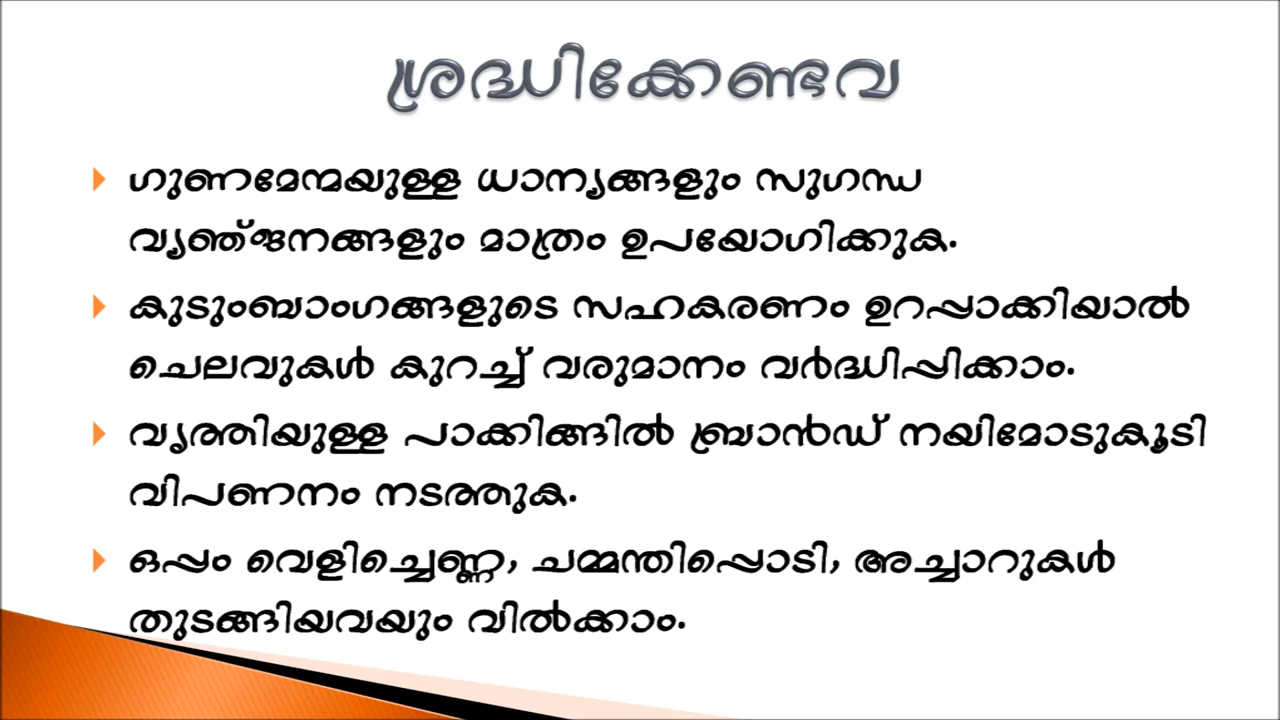 ശ്രദ്ധിക്കേണ്ടവ
ഗുണമേന്മയുള്ള ധാന്യങ്ങളും സുഗന്ധ
വ്യഞ്ജനങ്ങളും മാത്രം ഉപയോഗിക്കുക.
കുടുംബാംഗങ്ങളുടെ സഹകരണം ഉറപ്പാക്കിയാൽ
ചെലവുകൾ കുറച്ച് വരുമാനം വർദ്ധിപ്പിക്കാം.
വൃത്തിയുള്ള പാക്കിങ്ങിൽ ബ്രാൻഡ് നയിമോടുകൂടി
വിപണനം നടത്തുക.
ഒപ്പം വെളിച്ചെണ്ണ, ചമ്മന്തിപ്പൊടി, അച്ചാറുകൾ
തുടങ്ങിയവയും വിൽക്കാം.